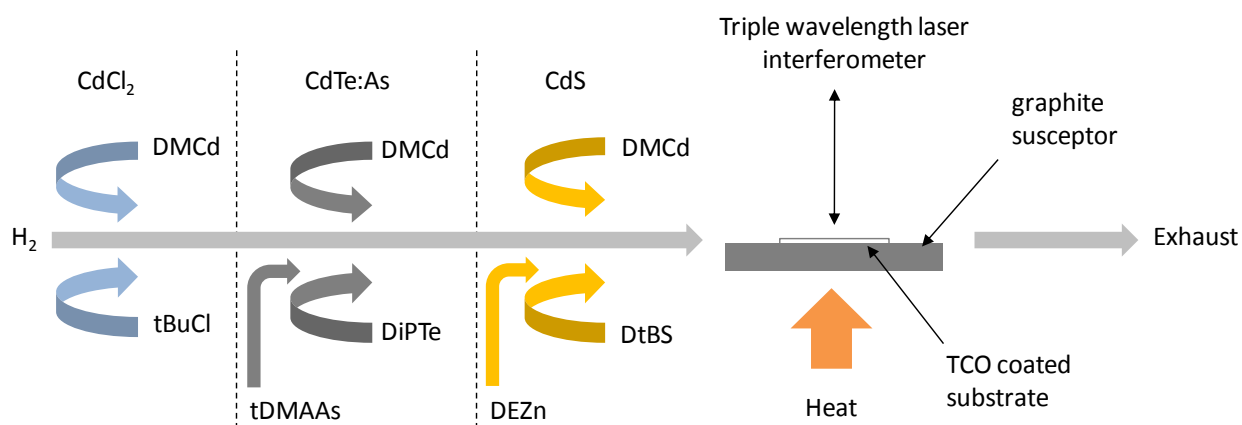 Triple wavelength laser
interferometer
CdCl₂
CdTe:As
CdS
graphite
susceptor
DMCd
DMCd
DMCd
H₂
Exhaust
tBuCl
DiPTe
DtBS
TCO coated
substrate
tDMAAs
DEZn
Heat